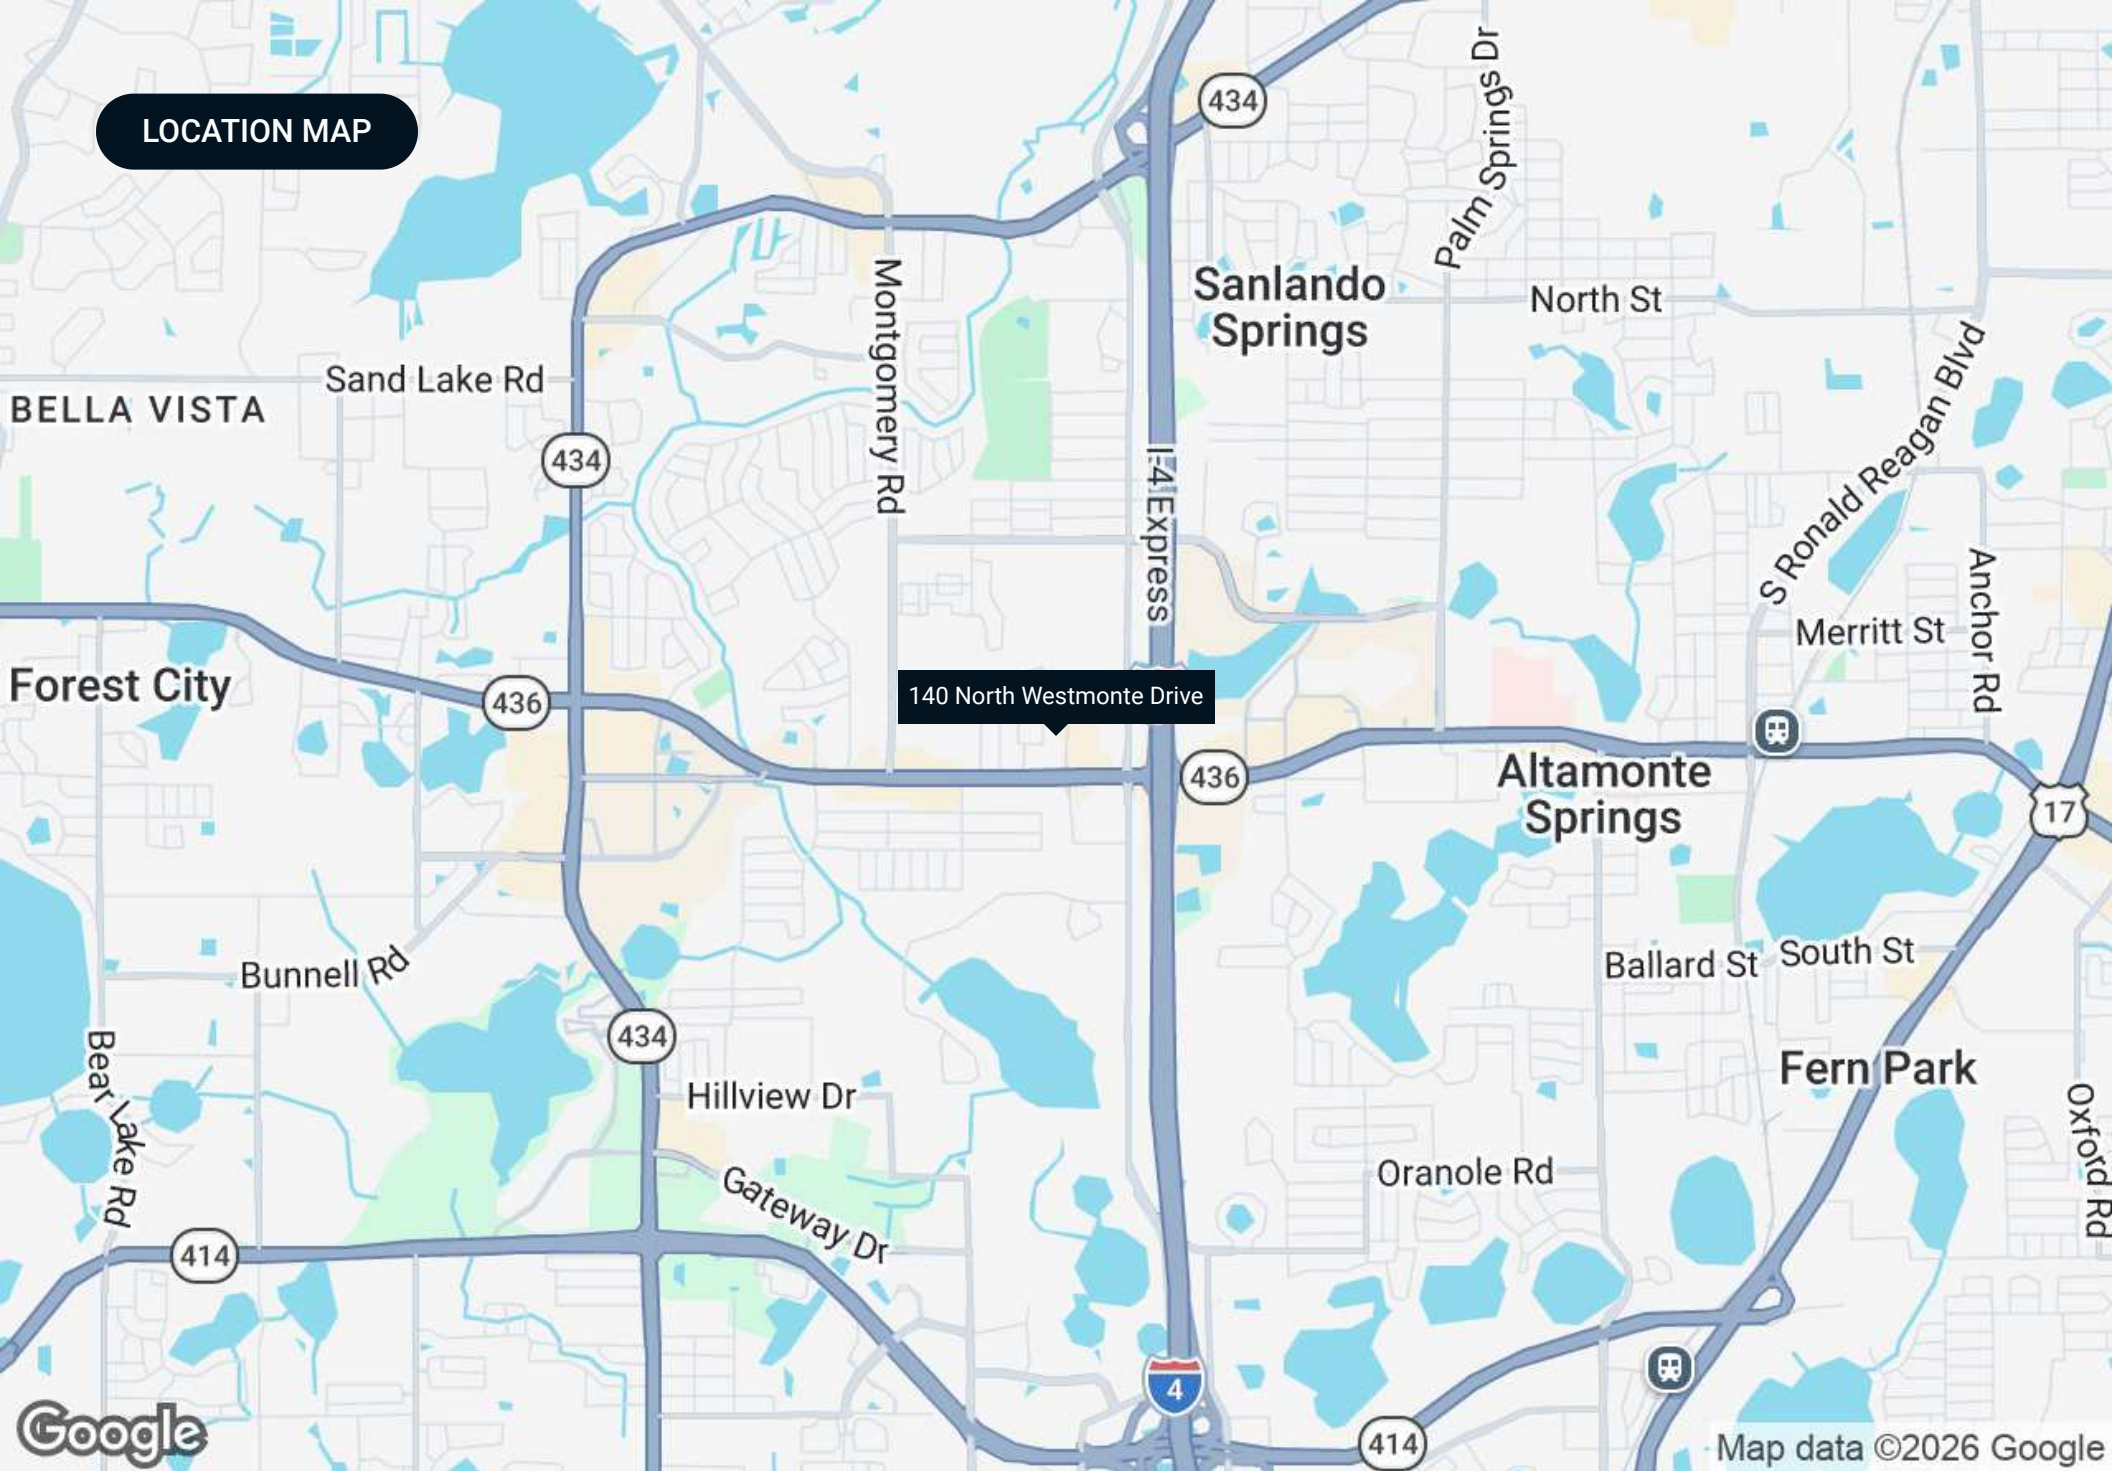 434
Palm Springs Dr
LOCATION MAP
Sanlando
Springs
North St
Montgomery Rd
Sand Lake Rd
BELLA VISTA
434
I-4 Express
S Ronald Reagan Blvd
Anchor Rd
Merritt St
Forest City
436
140 North Westmonte Drive
436
Altamonte
Springs
17
Bunnell Rd
Ballard St
South St
434
Bear Lake Rd
Hillview Dr
Fern Park
Oxford Rd
Gateway Dr
Oranole Rd
414
4
414
Google
Map data ©2026 Google